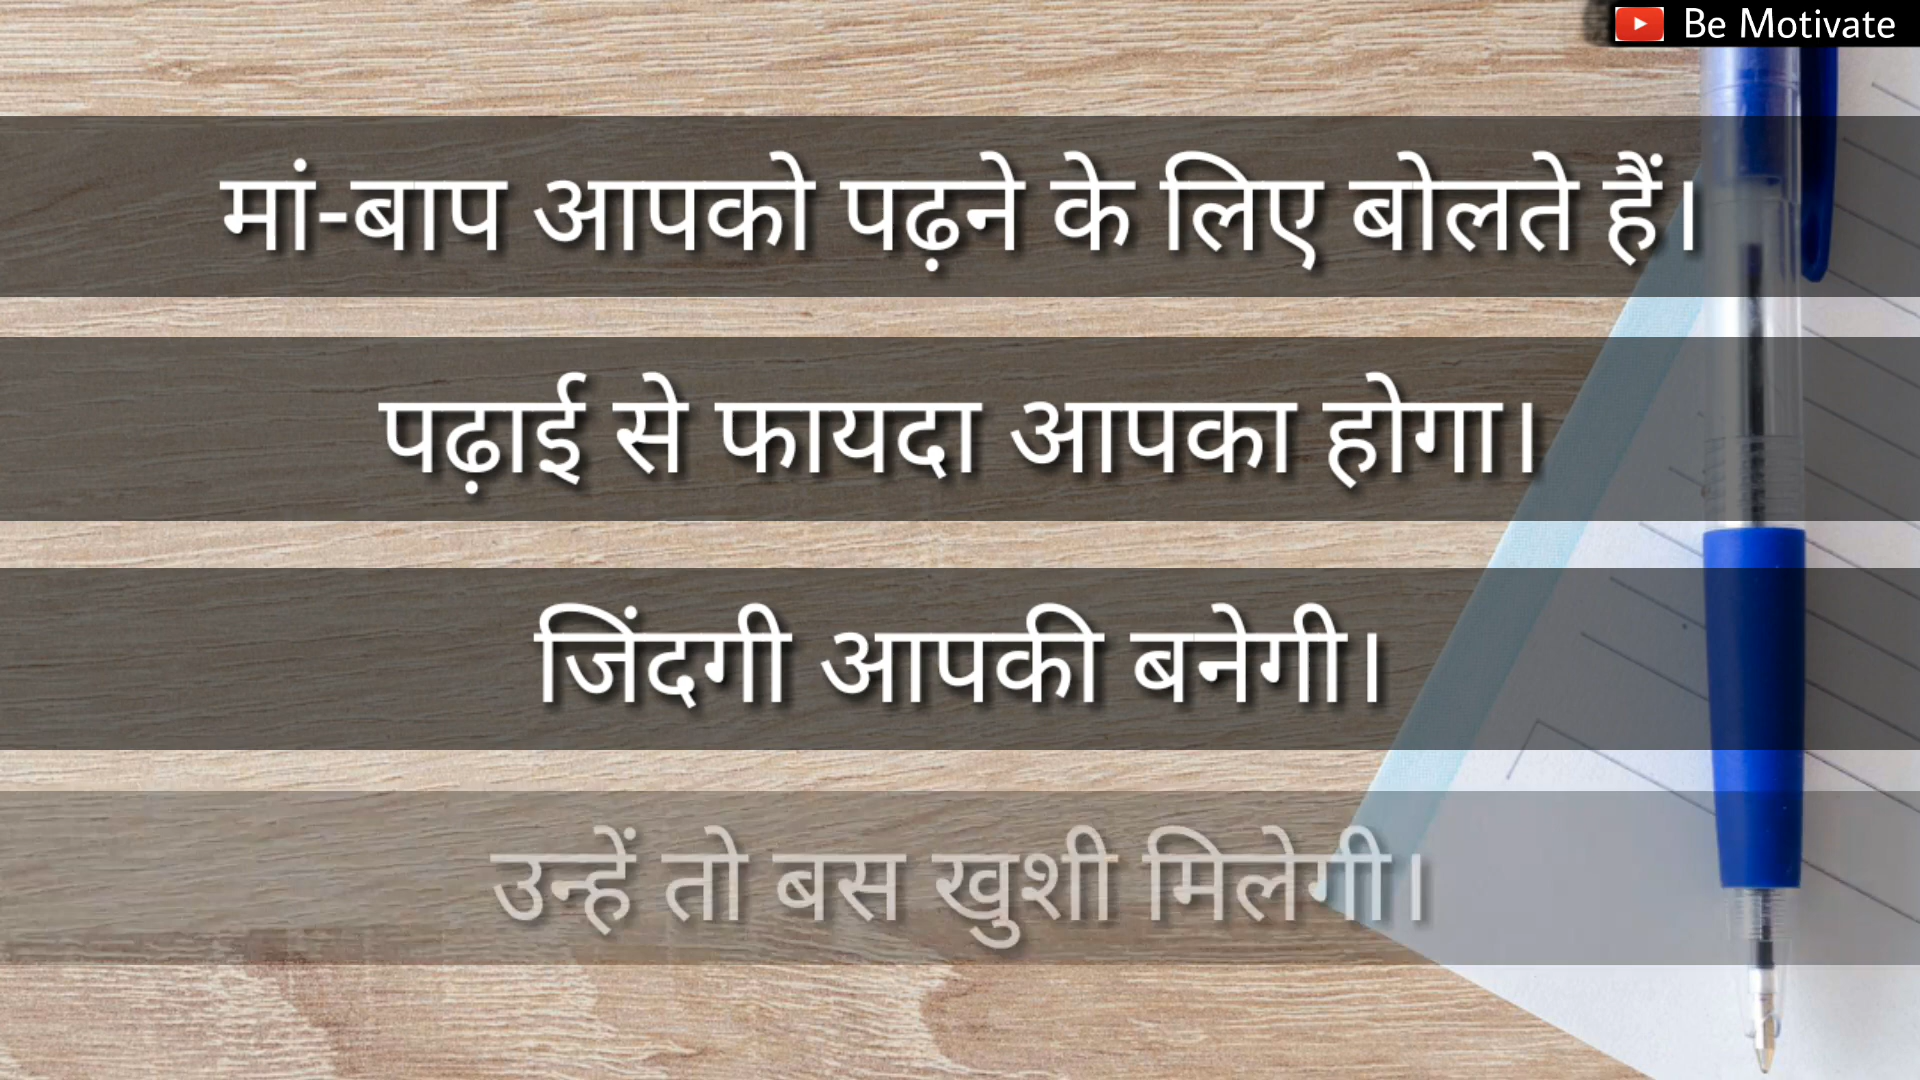 Be Motivate
मां-बाप आपको पढ़ने के लिए बोलते हैं।
पढ़ाई से फायदा आपका होगा।
जिंदगी आपकी बनेगी।
उन्हें तो बस खुशी मिलेगी।